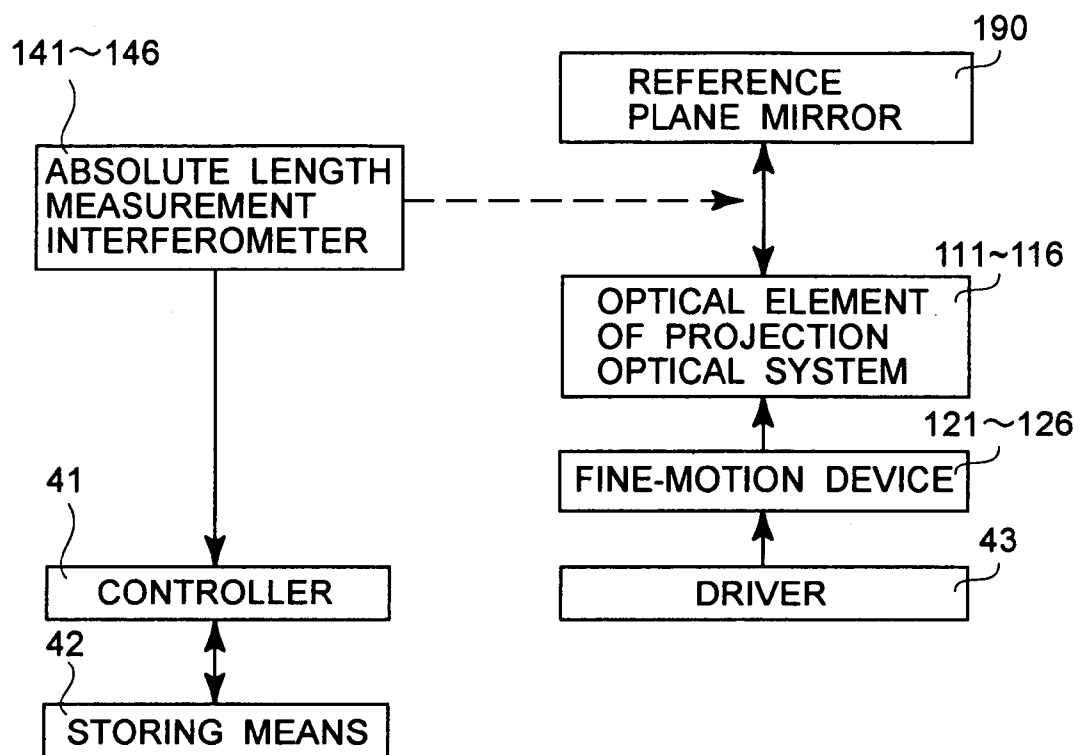 141～146
ABSOLUTE LENGTH
MEASUREMENT
INTERFEROMETER
190
REFERENCE
PLANE MIRROR
111~116
OPTICAL ELEMENT
OF PROJECTION
OPTICAL SYSTEM
121～126
FINE-MOTION DEVICE
41
CONTROLLER
43
DRIVER
42
STORING MEANS